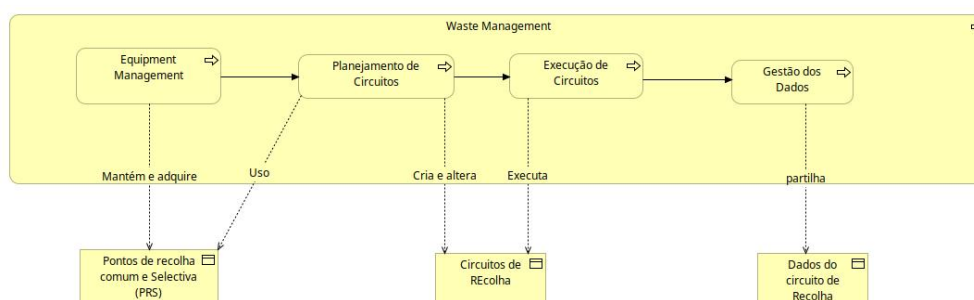 Waste Management
Equipment
Management
Planejamento de
Circuitos
Execução de
Circuitos
Gestão dos
Dados
Mantém e adquire
Uso
Cria e altera
Executa
partilha
Pontos de recolha
comum e Selectiva
(PRS)
Circuitos de
REcolha
Dados do
circuito de
Recolha